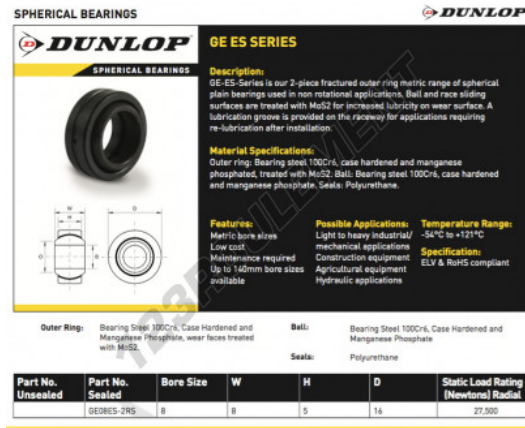 SPHERICAL BEARINGS
DUNLOP
DUNLOP
SPHERICAL BEARINGS
GE ES SERIES
Description:
GE-ES-Series is our 2-piece fractured outer ring metric range of spherical
plain bearings used in non rotational applications. Ball and race sliding
surfaces are treated with MoS2 for increased lubricity on wear surface. A
lubrication groove is provided on the raceway for applications requiring
re-lubrication after installation.
Material Specifications:
Outer ring: Bearing steel 100Cr6, case hardened and manganese
phosphated, treated with MoS2. Ball: Bearing steel 100Cr6, case hardened
and manganese phosphate. Seals: Polyurethane.
W
H
D
Features:
Metric bore sizes
Low cost
Maintenance required
Up to 140mm bore sizes
available
Possible Applications:
Light to heavy industrial/
mechanical applications
Construction equipment
Agricultural equipment
Hydraulic applications
Temperature Range:
-54°C to +121°C
Specification:
ELV & RoHS compliant
Outer Ring:
Bearing Steel 100Cr6, Case Hardened and
Manganese Phosphate, wear faces treated
with MoS2.
Ball:
Bearing Steel 100Cr6, Case Hardened and
Manganese Phosphate
Seals:
Polyurethane
Part No. Unsealed
Part No. Sealed
Bore Size
W
H
D
Static Load Rating (Newtons) Radial
GE08ES-2RS
8
8
5
16
27,500
123ROULEMENT